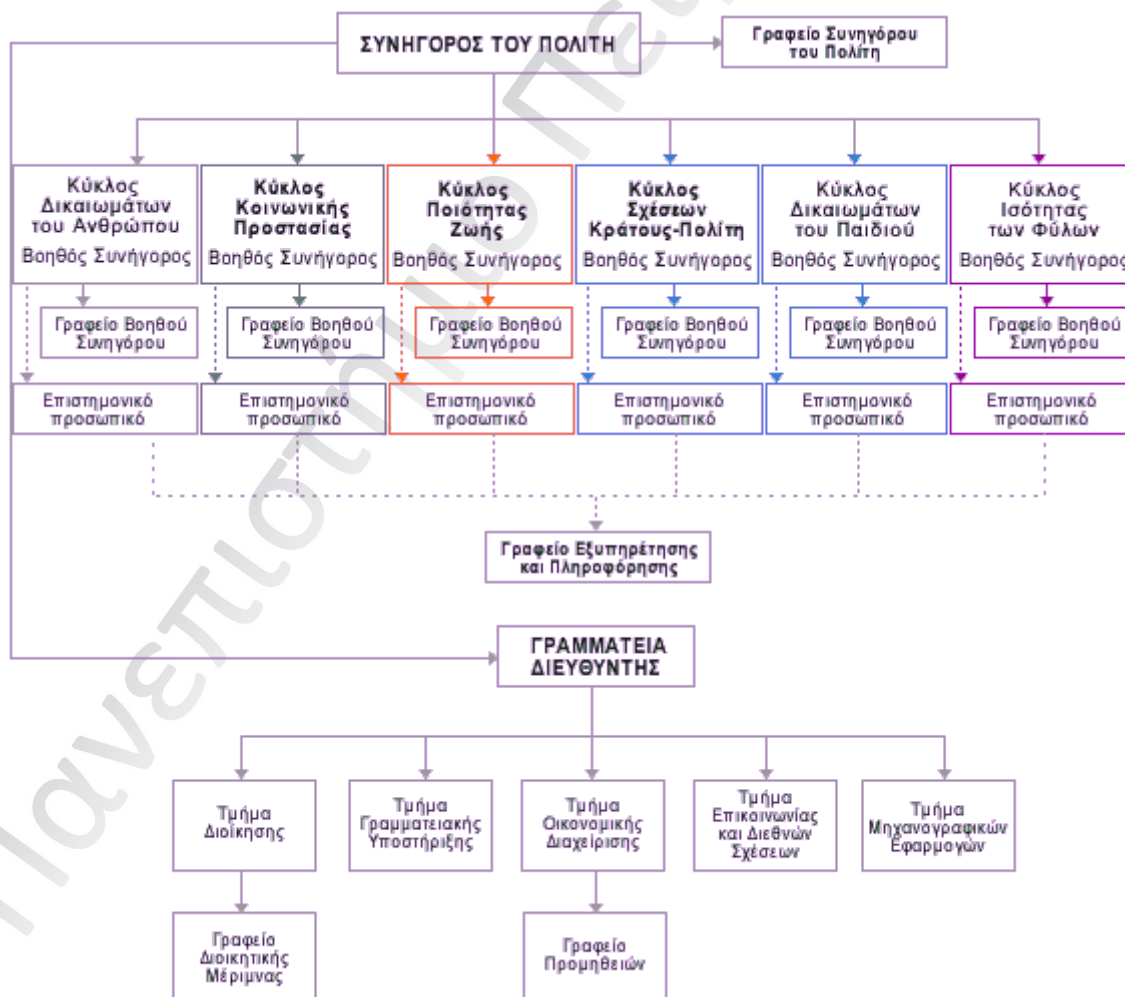 ΣΥΝΗΓΟΡΟΣ ΤΟΥ ΠΟΛΙΤΗ
Γραφείο Συνηγόρου
του Πολίτη
Κύκλος
Δικαιωμάτων
του Ανθρώπου
Βοηθός Συνήγορος
Κύκλος
Κοινωνικής
Προστασίας
Βοηθός Συνήγορος
Κύκλος
Ποιότητας
Ζωής
Βοηθός Συνήγορος
Κύκλος
Σχέσεων
Κράτους-Πολίτη
Βοηθός Συνήγορος
Κύκλος
Δικαιωμάτων
του Παιδιού
Βοηθός Συνήγορος
Κύκλος
Ισότητας
των Φύλων
Βοηθός Συνήγορος
Γραφείο Βοηθού
Συνηγόρου
Γραφείο Βοηθού
Συνηγόρου
Γραφείο Βοηθού
Συνηγόρου
Γραφείο Βοηθού
Συνηγόρου
Γραφείο Βοηθού
Συνηγόρου
Γραφείο Βοηθού
Συνηγόρου
Επιστημονικό
προσωπικό
Επιστημονικό
προσωπικό
Επιστημονικό
προσωπικό
Επιστημονικό
προσωπικό
Επιστημονικό
προσωπικό
Επιστημονικό
προσωπικό
Γραφείο Εξυπηρέτησης
και Πληροφόρησης
ΓΡΑΜΜΑΤΕΙΑ
ΔΙΕΥΘΥΝΤΗΣ
Τμήμα
Διοίκησης
Τμήμα
Γραμματειακής
Υποστήριξης
Τμήμα
Οικονομικής
Διαχείρισης
Τμήμα
Επικοινωνίας
και Διεθνών
Σχέσεων
Τμήμα
Μηχανογραφικών
Εφαρμογών
Γραφείο
Διοικητικής
Μέριμνας
Γραφείο
Προμηθειών
Πανεπιστήμιο